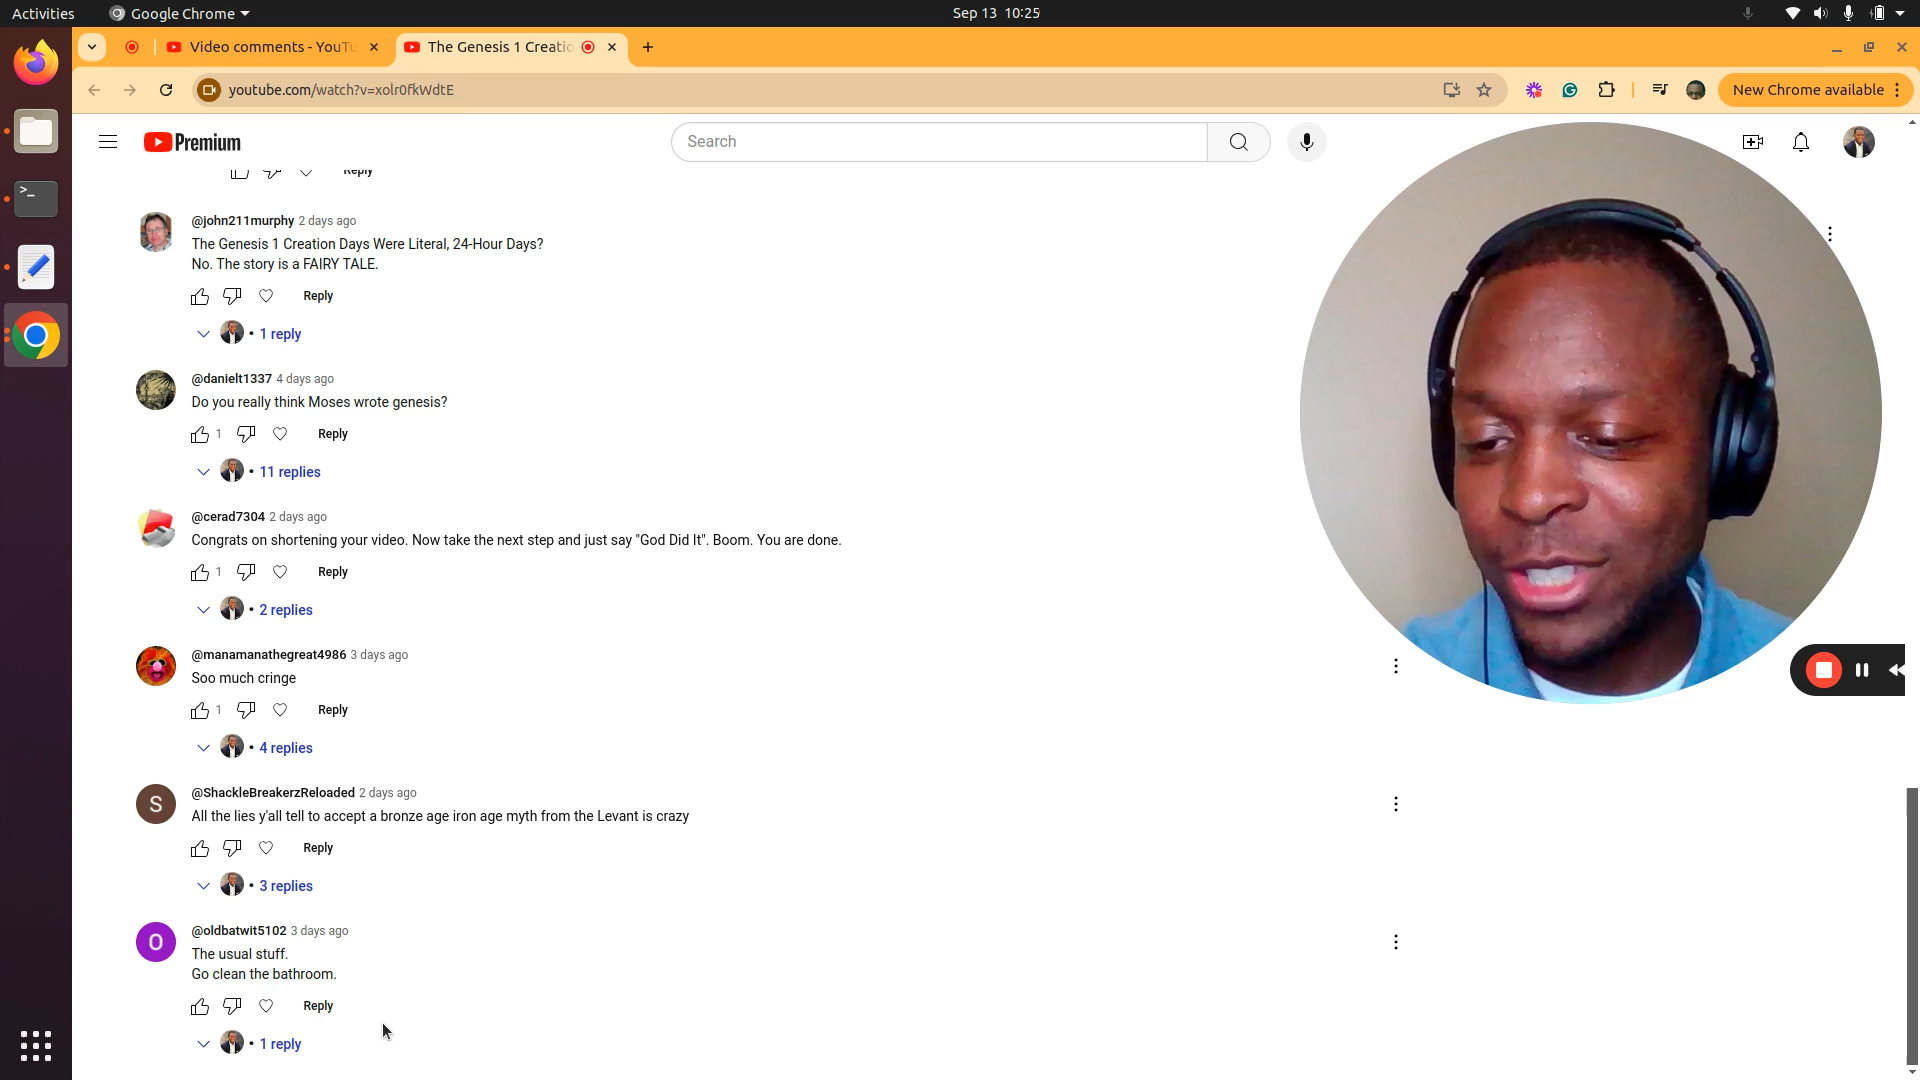 Activities
Google Chrome
Sep 13 10:25
Video comments - YouTu
The Genesis 1 Creatio
youtube.com/watch?v=xolr0fkWdtE
New Chrome available
Premium
Search
Reply
@john211murphy 2 days ago
The Genesis 1 Creation Days Were Literal, 24-Hour Days?
No. The story is a FAIRY TALE.
Reply
• 1 reply
@danielt1337 4 days ago
Do you really think Moses wrote genesis?
1 Reply
• 11 replies
@cerad7304 2 days ago
Congrats on shortening your video. Now take the next step and just say "God Did It". Boom. You are done.
1 Reply
• 2 replies
@manamanathegreat4986 3 days ago
Soo much cringe
1 Reply
• 4 replies
S
@ShackleBreakerzReloaded 2 days ago
All the lies y'all tell to accept a bronze age iron age myth from the Levant is crazy
Reply
• 3 replies
O
@oldbatwit5102 3 days ago
The usual stuff.
Go clean the bathroom.
Reply
• 1 reply